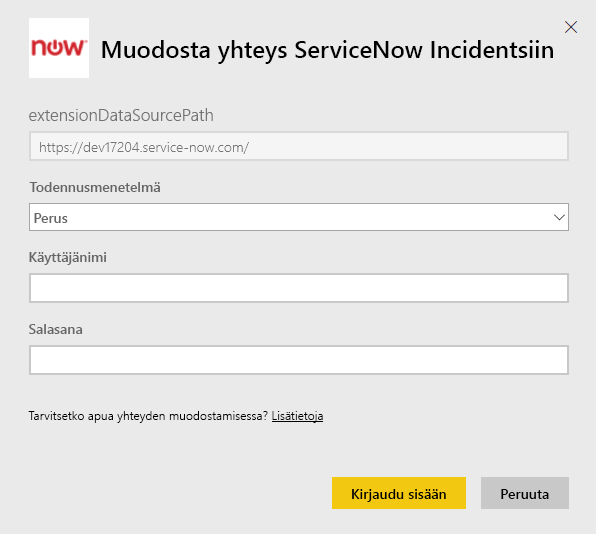 now
Muodosta yhteys ServiceNow Incidentsiin
extensionDataSourcePath
https://dev17204.service-now.com/
Todennusmenetelmä
Perus
Käyttäjänimi
Salasana
Tarvitsetko apua yhteyden muodostamisessa? Lisätietoja
Kirjaudu sisään Peruuta